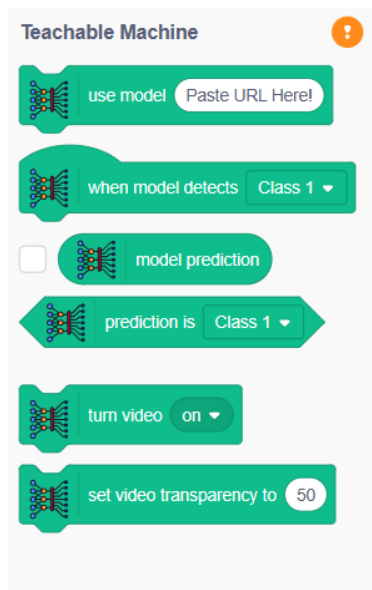 Teachable Machine
use model Paste URL Here!
when model detects Class 1
model prediction
prediction is Class 1
turn video on
set video transparency to 50